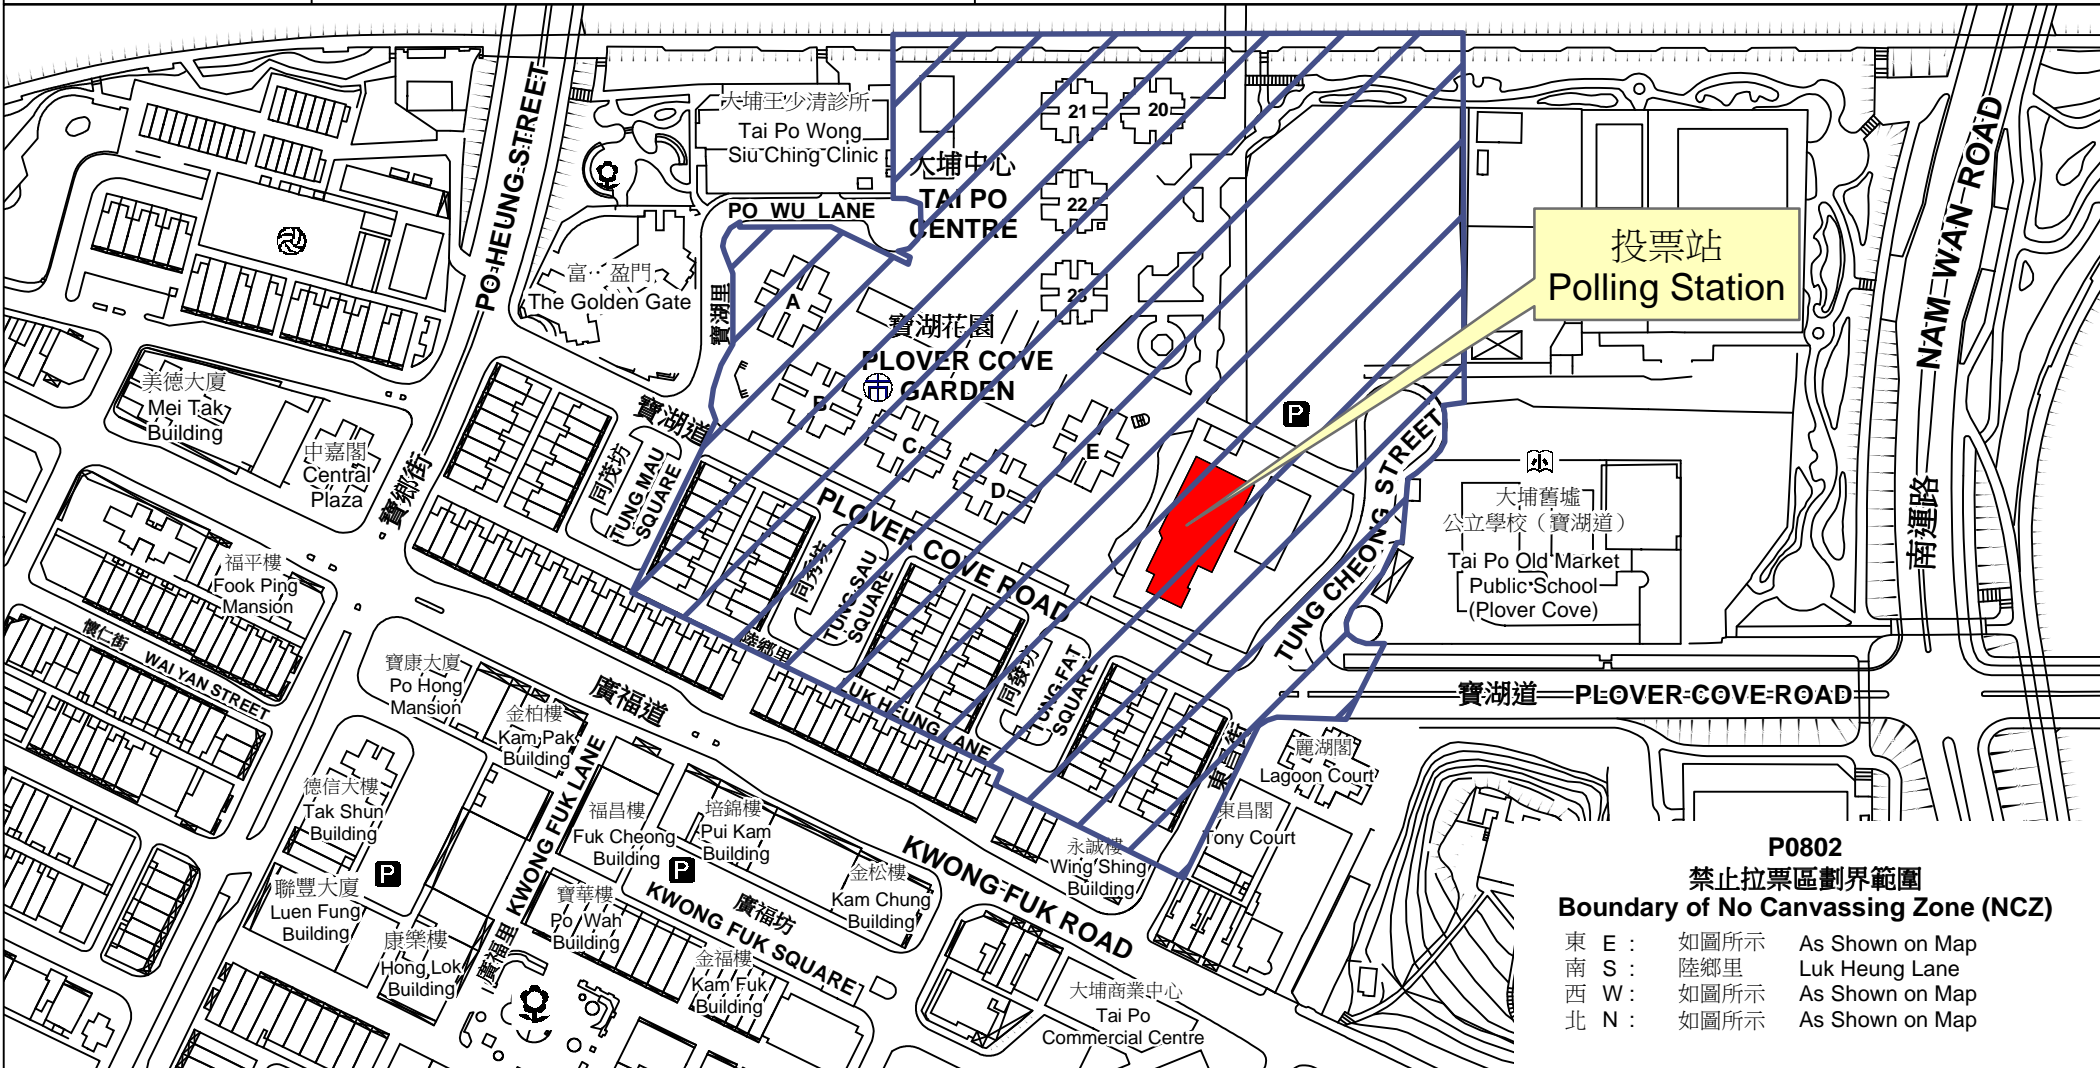 大埔王少清診所
Tai Po Wong
Siu Ching Clinic
大埔中心
TAI PO
CENTRE
21
20
22
23
PO HEUNG STREET
PO WU LANE
寶湖里
富‧盈門
The Golden Gate
A
B
C
D
E
寶湖花園
PLOVER COVE
GARDEN
市
投票站
Polling Station
NAM WAN ROAD
南運路
美德大廈
Mei Tak
Building
中嘉閣
Central
Plaza
寶鄉街
寶湖道
同茂坊
TUNG MAU
SQUARE
P
TUNG CHEONG STREET
小
大埔舊墟
公立學校（寶湖道）
Tai Po Old Market
Public School
(Plover Cove)
PLOVER COVE ROAD
同秀坊
TUNG SAU
SQUARE
福平樓
Fook Ping
Mansion
懷仁街 WAI YAN STREET
陸鄉里
LUK HEUNG LANE
同發坊
TUNG FAT
SQUARE
東昌街
寶湖道 PLOVER COVE ROAD
寶康大廈
Po Hong
Mansion
廣福道
金柏樓
Kam Pak
Building
麗湖閣
Lagoon Court
德信大樓
Tak Shun
Building
廣福里 KWONG FUK LANE
福昌樓
Fuk Cheong
Building
培錦樓
Pui Kam
Building
KWONG FUK ROAD
永誠樓
Wing Shing
Building
東昌閣
Tony Court
P
P
聯豐大廈
Luen Fung
Building
寶華樓
Po Wah
Building
廣福坊
KWONG FUK SQUARE
金松樓
Kam Chung
Building
康樂樓
Hong Lok
Building
金福樓
Kam Fuk
Building
大埔商業中心
Tai Po
Commercial Centre
P0802
禁止拉票區劃界範圍
Boundary of No Canvassing Zone (NCZ)
東 E : 如圖所示 As Shown on Map
南 S : 陸鄉里 Luk Heung Lane
西 W : 如圖所示 As Shown on Map
北 N : 如圖所示 As Shown on Map